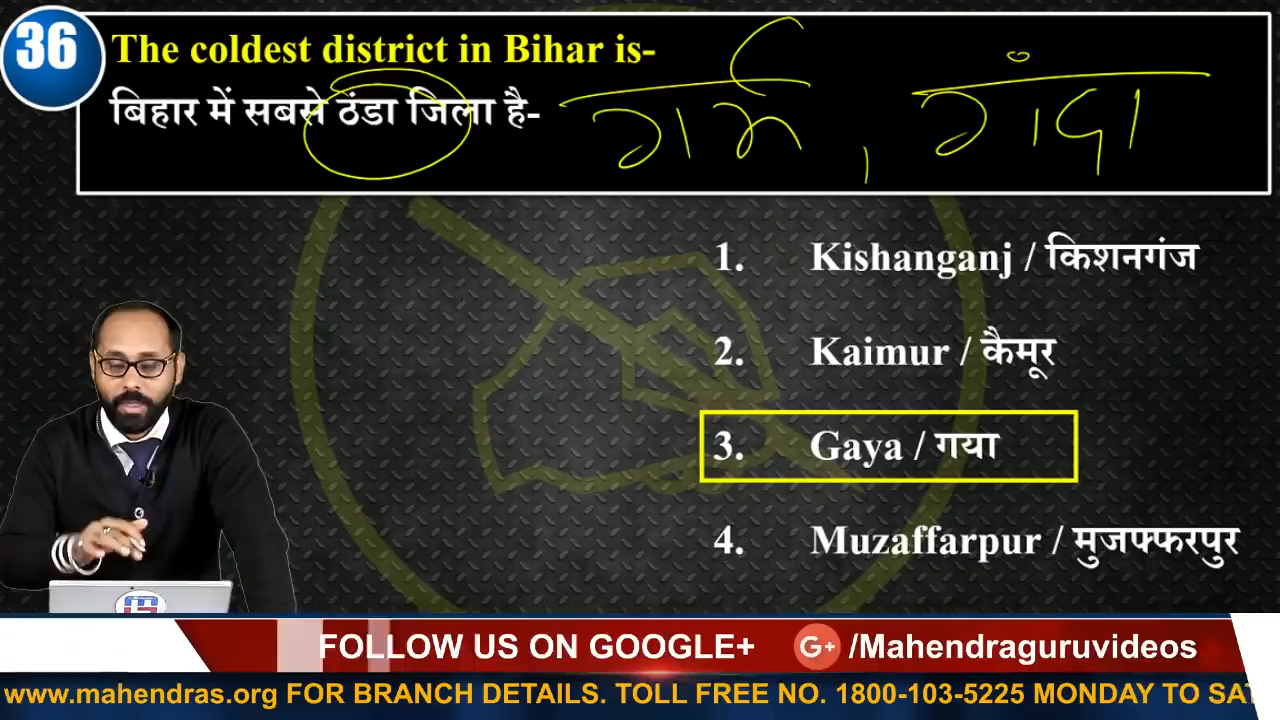 36
The coldest district in Bihar is-
बिहार में सबसे ठंडा जिला है-
गर्म, गंदा
1. Kishanganj / किशनगंज
2. Kaimur / कैमूर
3. Gaya / गया
4. Muzaffarpur / मुजफ्फरपुर
FOLLOW US ON GOOGLE+ G+ /Mahendraguruvideos
www.mahendras.org FOR BRANCH DETAILS. TOLL FREE NO. 1800-103-5225 MONDAY TO SAT